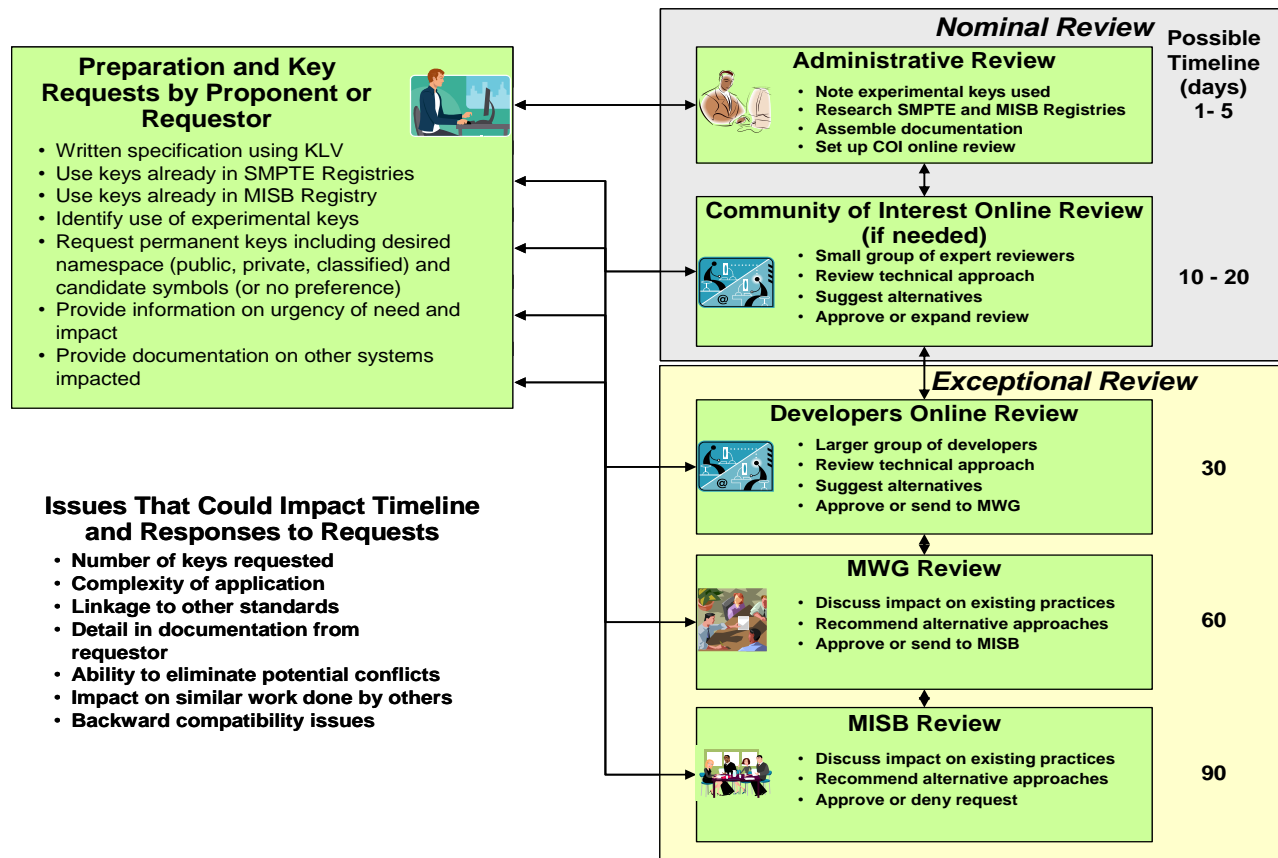 Preparation and Key
Requests by Proponent or
Requestor
• Written specification using KLV
• Use keys already in SMPTE Registries
• Use keys already in MISB Registry
• Identify use of experimental keys
• Request permanent keys including desired
namespace (public, private, classified) and
candidate symbols (or no preference)
• Provide information on urgency of need and
impact
• Provide documentation on other systems
impacted
Issues That Could Impact Timeline
and Responses to Requests
• Number of keys requested
• Complexity of application
• Linkage to other standards
• Detail in documentation from
requestor
• Ability to eliminate potential conflicts
• Impact on similar work done by others
• Backward compatibility issues
Nominal Review
Possible
Timeline
(days)
1- 5
Administrative Review
• Note experimental keys used
• Research SMPTE and MISB Registries
• Assemble documentation
• Set up COI online review
Community of Interest Online Review
(if needed)
• Small group of expert reviewers
• Review technical approach
• Suggest alternatives
• Approve or expand review
@
10 - 20
Exceptional Review
Developers Online Review
• Larger group of developers
• Review technical approach
• Suggest alternatives
• Approve or send to MWG
@
30
MWG Review
• Discuss impact on existing practices
• Recommend alternative approaches
• Approve or send to MISB
60
MISB Review
• Discuss impact on existing practices
• Recommend alternative approaches
• Approve or deny request
90